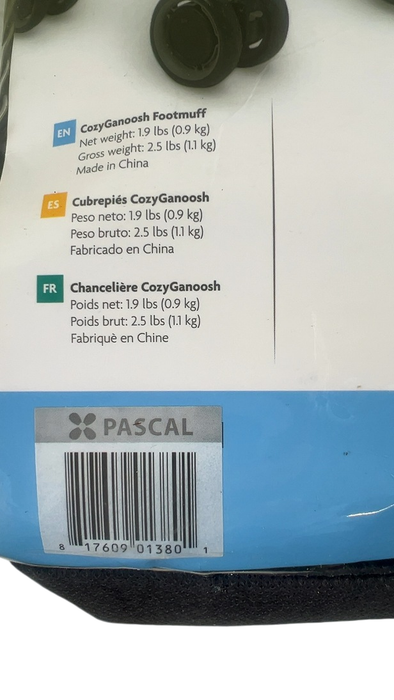 EN CozyGanoosh Footmuff
Net weight: 1.9 lbs (0.9 kg)
Gross weight: 2.5 lbs (1.1 kg)
Made in China
ES Cubrepiés CozyGanoosh
Peso neto: 1.9 lbs (0.9 kg)
Peso bruto: 2.5 lbs (1.1 kg)
Fabricado en China
FR Chancelière CozyGanoosh
Poids net: 1.9 lbs (0.9 kg)
Poids brut: 2.5 lbs (1.1 kg)
Fabriquè en Chine
PASCAL
8 17609 01380 1